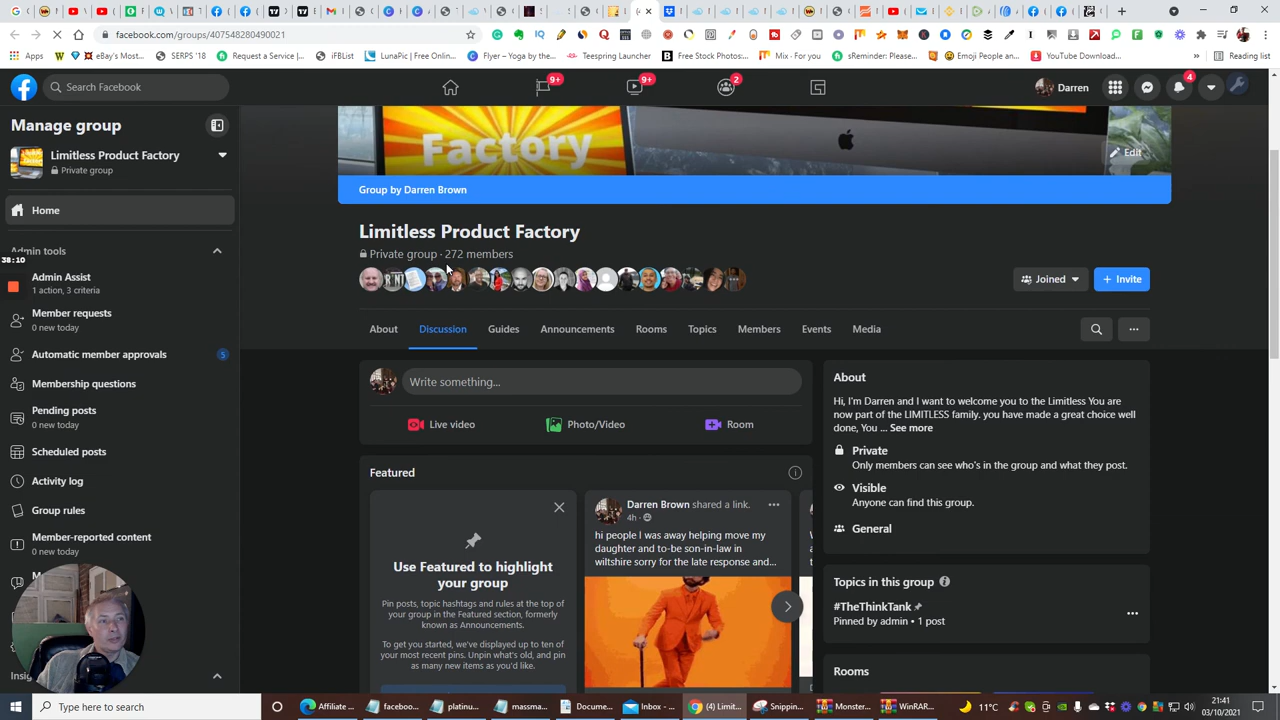 facebook.com/groups/407548280490021
Apps
eBay's Most...
SERPS '18
Request a Service |...
iFBList
LunaPic | Free Onlin...
Flyer – Yoga by the...
Teespring Launcher
Free Stock Photos:...
Mix · For you
sReminder: Please...
Emoji People and...
YouTube Download...
Reading list
Search Facebook
9+
9+
2
Darren
4
Manage group
Limitless Product Factory
Private group
Home
Admin tools
38:10
Admin Assist
1 action, 3 criteria
Member requests
0 new today
Automatic member approvals
5
Membership questions
Pending posts
0 new today
Scheduled posts
Activity log
Group rules
Member-reported content
0 new today
Insig
Factory
Edit
Group by Darren Brown
Limitless Product Factory
Private group · 272 members
Joined
+ Invite
About
Discussion
Guides
Announcements
Rooms
Topics
Members
Events
Media
Write something...
Live video
Photo/Video
Room
Featured
Use Featured to highlight
your group
Pin posts, topic hashtags and rules at the top of
your group in the Featured section, formerly
known as Announcements.
To get you started, we've displayed up to ten of
your most recent pins. Unpin what's old, and pin
as many new items as you'd like.
Darren Brown shared a link.
4h ·
hi people I was away helping move my
daughter and to-be son-in-law in
wiltshire sorry for the late response and...
About
Hi, I'm Darren and I want to welcome you to the Limitless You are
now part of the LIMITLESS family. you have made a great choice well
done, You ... See more
Private
Only members can see who's in the group and what they post.
Visible
Anyone can find this group.
General
Topics in this group
#TheThinkTank
Pinned by admin • 1 post
Rooms
Type here to search
Affiliate ...
faceboo...
platinu...
massma...
Docume...
Inbox - ...
(4) Limit...
Snippin...
Monster...
WinRAR...
11°C
21:41
03/10/2021